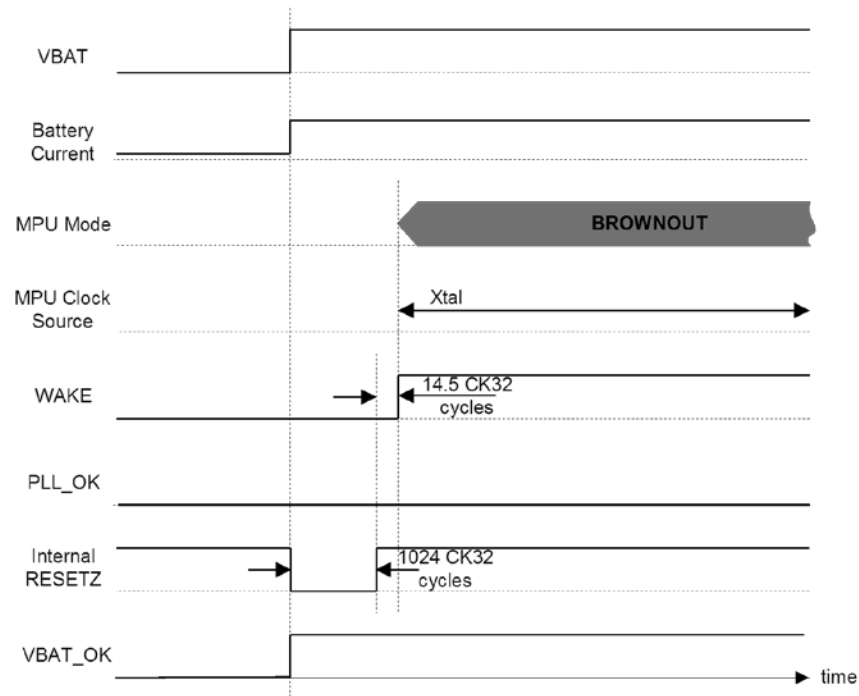 VBAT
Battery
Current
MPU Mode
BROWNOUT
MPU Clock
Source
Xtal
WAKE
14.5 CK32
cycles
PLL_OK
Internal
RESETZ
1024 CK32
cycles
VBAT_OK
time